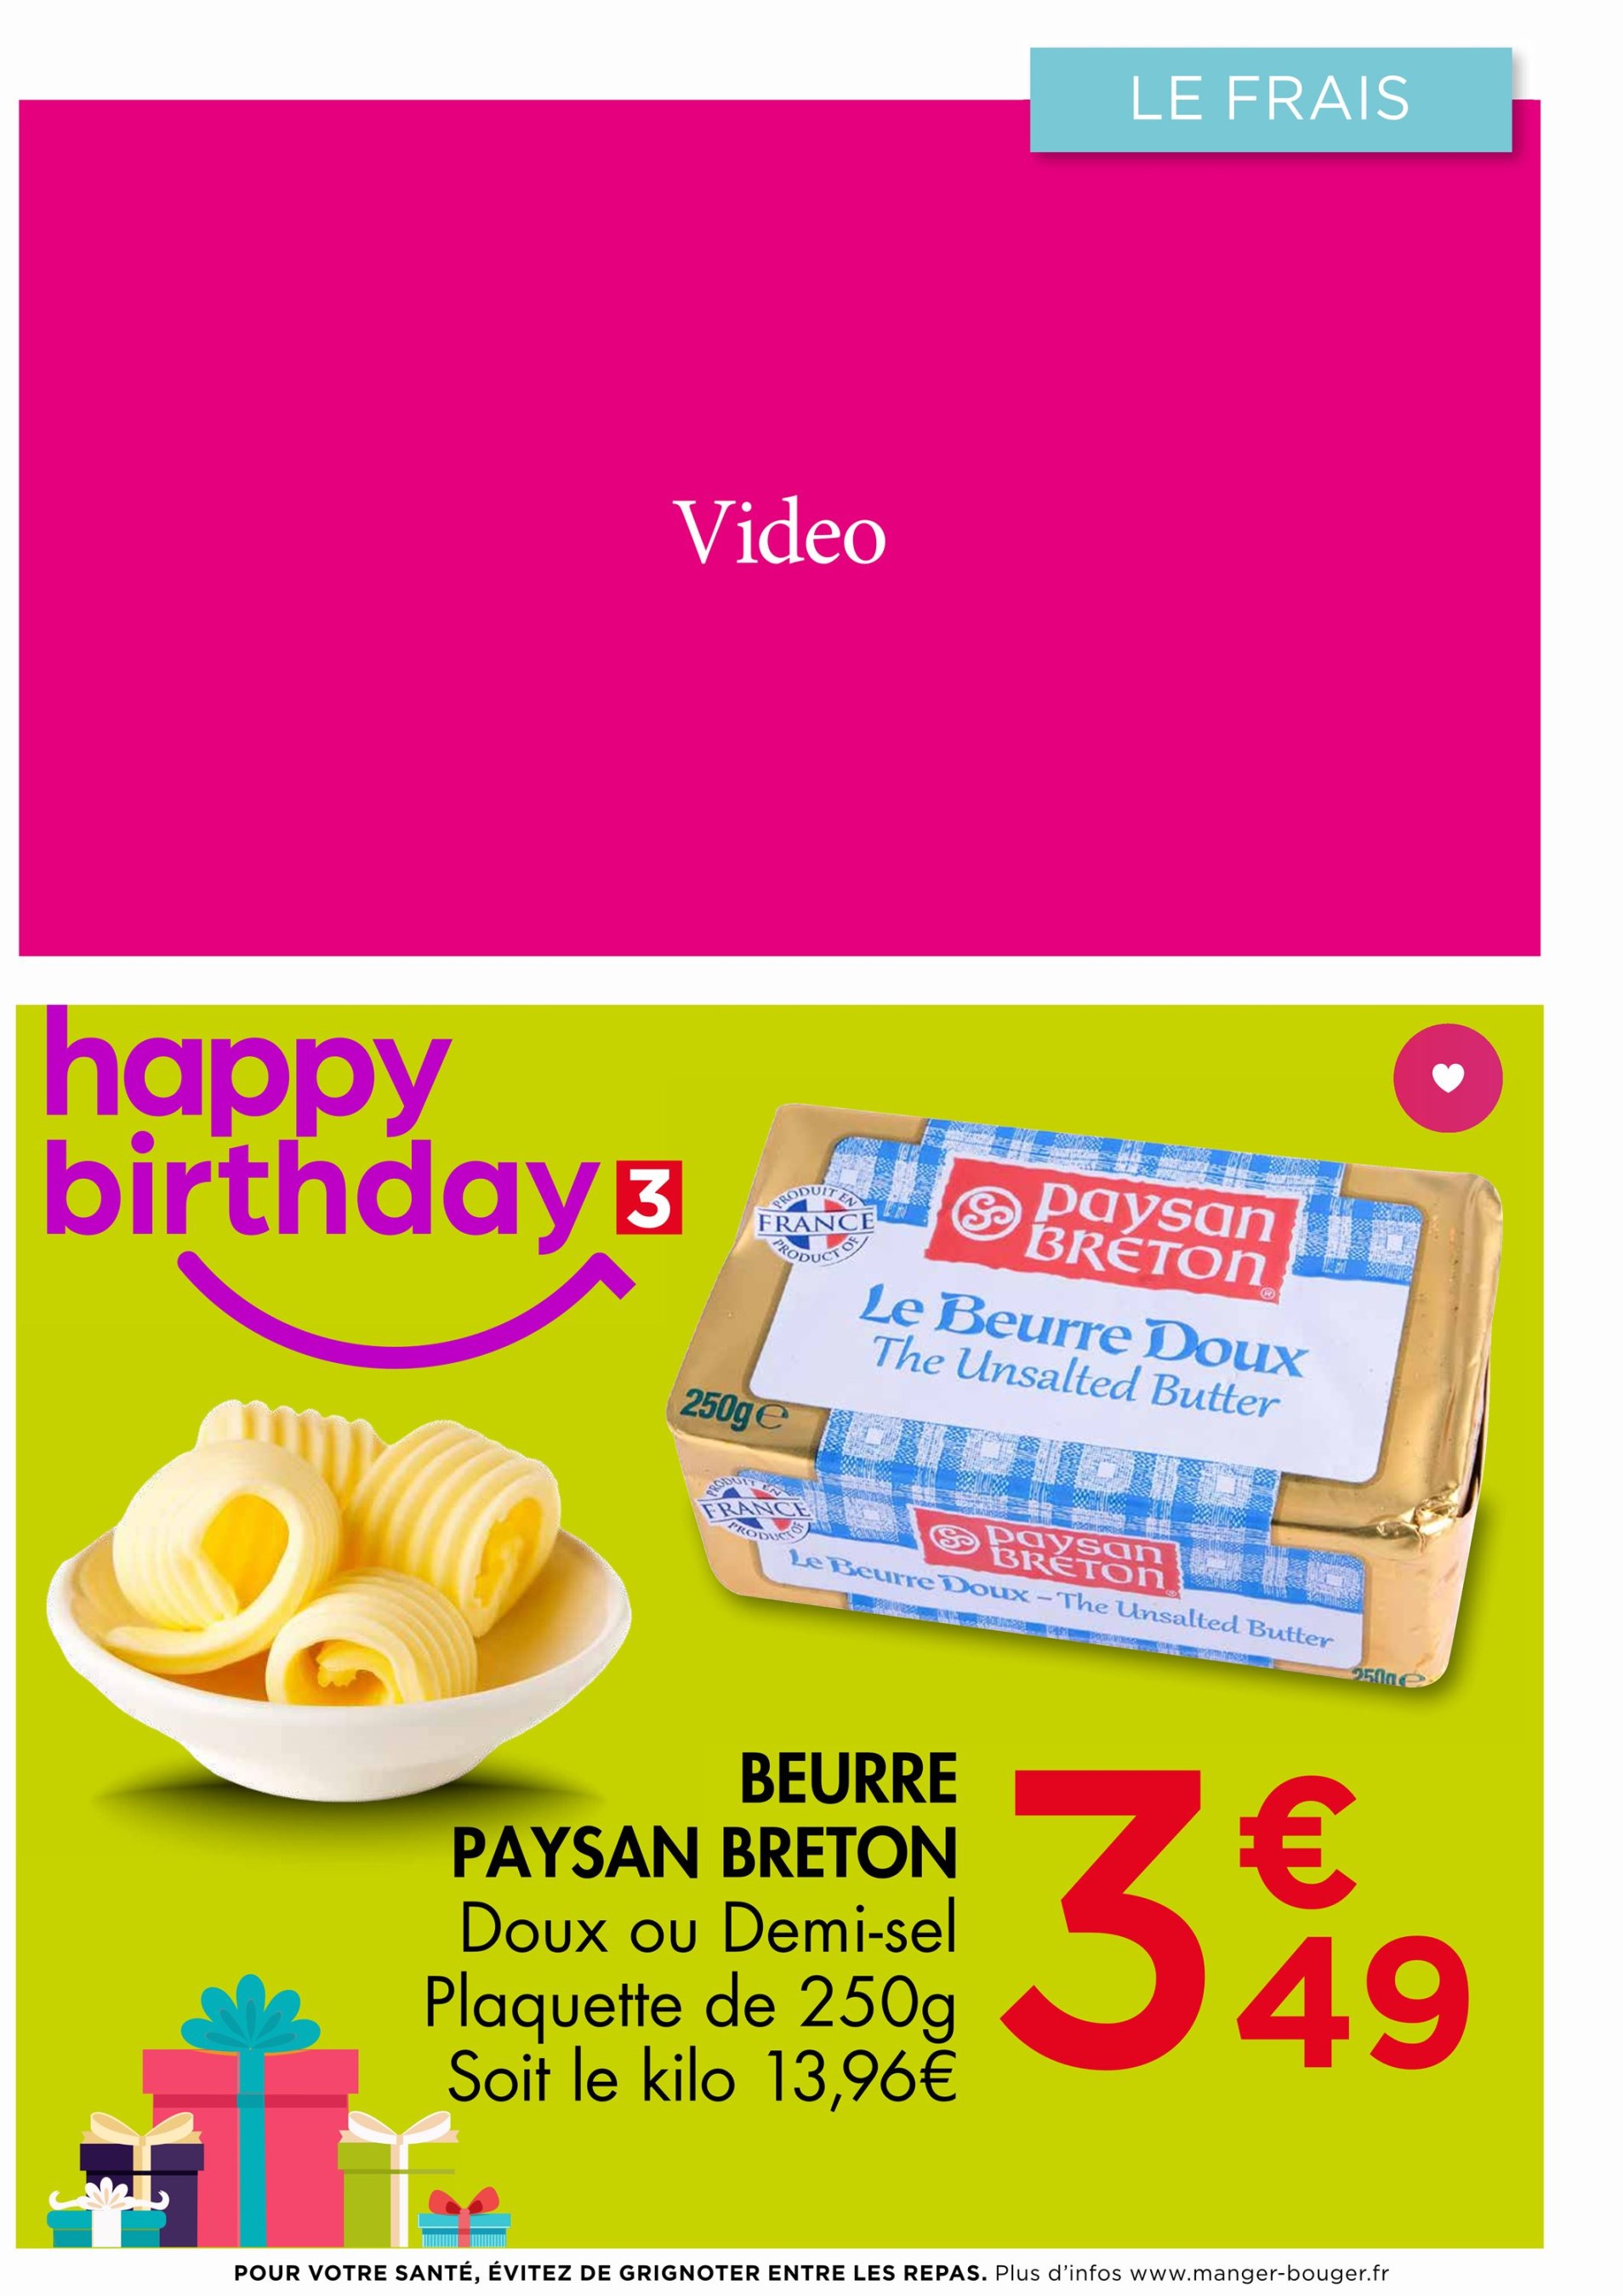 LE FRAIS
Video
happy
birthday 3
PRODUIT EN
FRANCE
PRODUCT OF
paysan
BRETON
®
Le Beurre Doux
The Unsalted Butter
250g e
PRODUIT EN
FRANCE
PRODUCT OF
paysan
BRETON
®
Le Beurre Doux – The Unsalted Butter
250g e
BEURRE
PAYSAN BRETON
Doux ou Demi-sel
Plaquette de 250g
Soit le kilo 13,96€
3€49
POUR VOTRE SANTÉ, ÉVITEZ DE GRIGNOTER ENTRE LES REPAS. Plus d'infos www.manger-bouger.fr